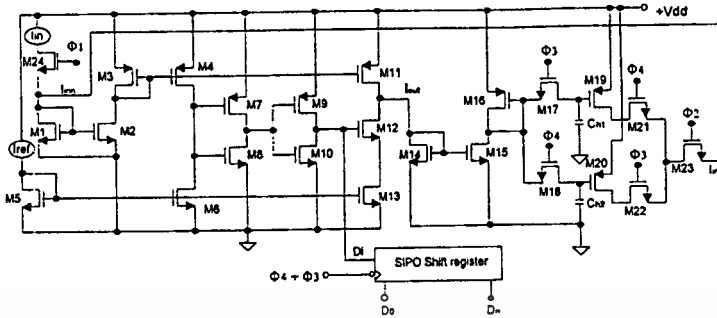 +Vdd
Iin
Φ1
M24
Iinn
M3
M4
M11
M7
M9
Iout
M16
Φ3
M17
M19
Φ4
M21
Φ2
M1
M2
M8
M10
M12
M14
M15
Ch1
Φ4
M20
Φ3
M23
Iref
M18
M22
M5
M6
M13
Ch2
DI
SIPO Shift register
Φ4 + Φ3
D0
Dn